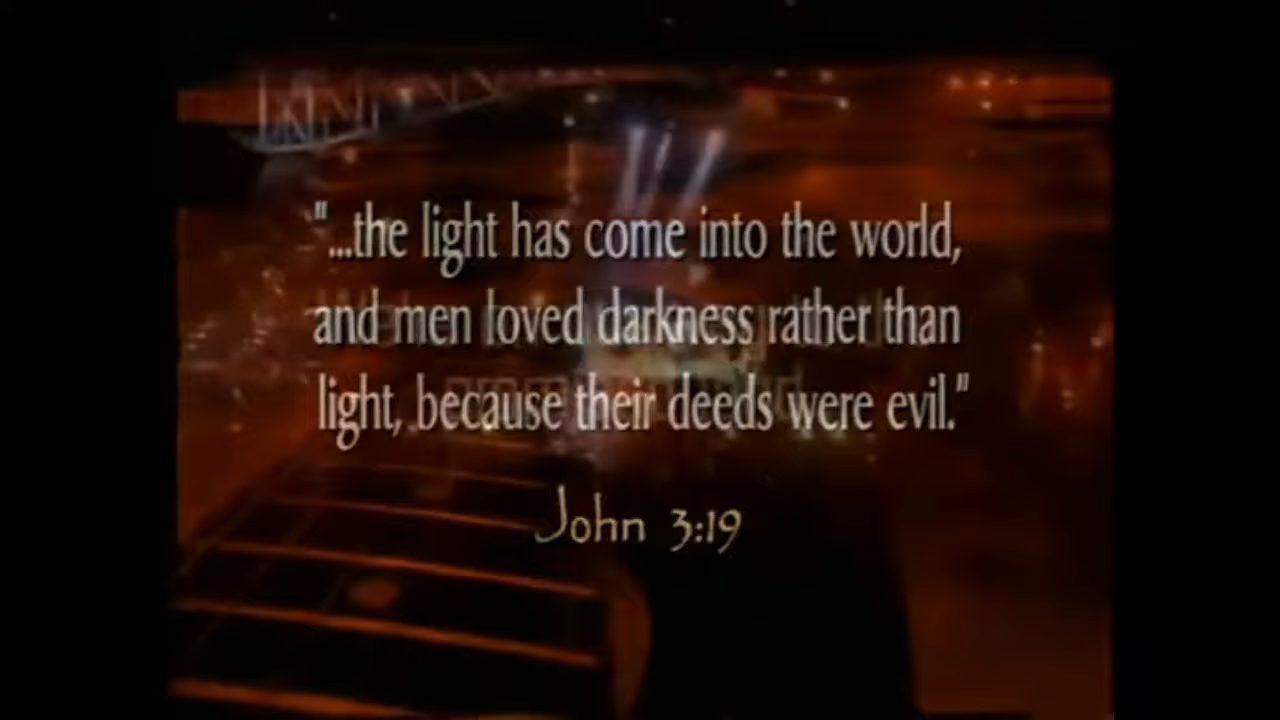 "...the light has come into the world,
and men loved darkness rather than
light, because their deeds were evil."
John 3:19